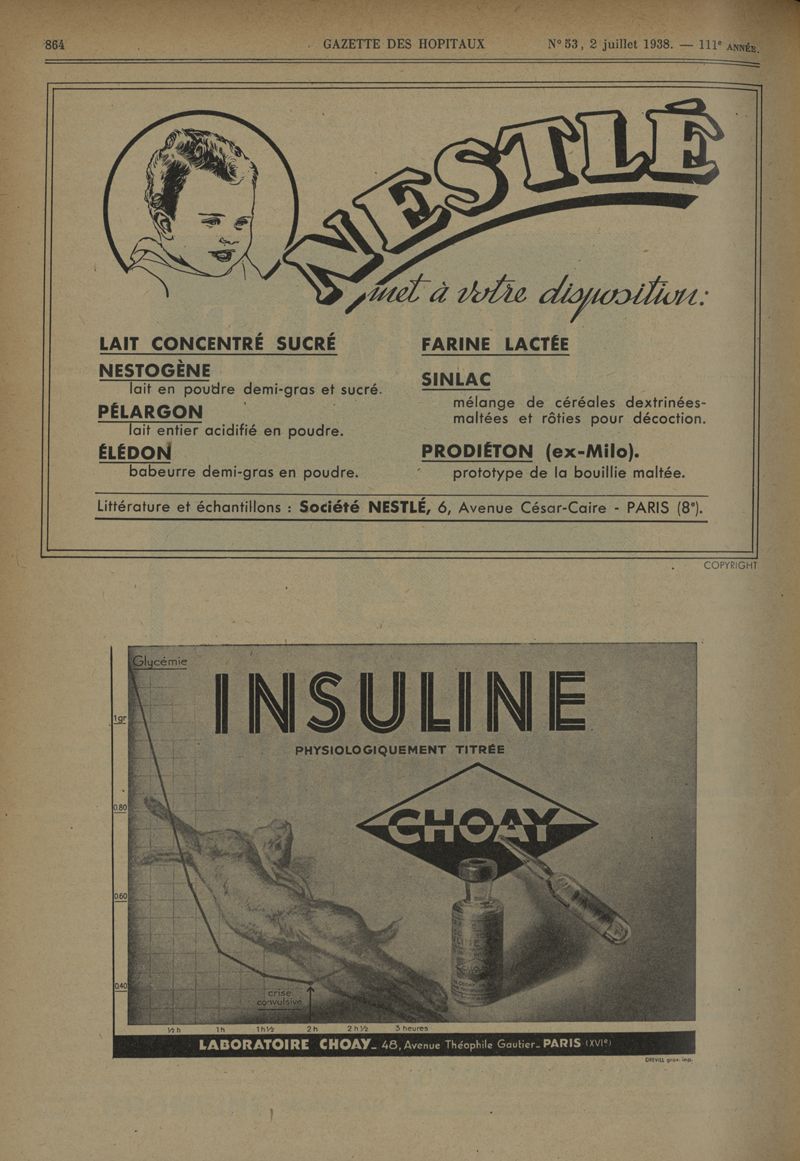 864
GAZETTE DES HOPITAUX
N° 53, 2 juillet 1938. — 111e ANNÉE.
NESTLÉ
met à votre disposition:
LAIT CONCENTRÉ SUCRÉ
NESTOGÈNE
lait en poudre demi-gras et sucré.
PÉLARGON
lait entier acidifié en poudre.
ÉLÉDON
babeurre demi-gras en poudre.
FARINE LACTÉE
SINLAC
mélange de céréales dextrinées-
maltées et rôties pour décoction.
PRODIÉTON (ex-Milo).
prototype de la bouillie maltée.
Littérature et échantillons : Société NESTLÉ, 6, Avenue César-Caire - PARIS (8e).
COPYRIGHT
Glycémie
INSULINE
PHYSIOLOGIQUEMENT TITRÉE
CHOAY
1gr
0.80
0.60
0.40
crise
convulsive
½h 1h 1h½ 2h 2h½ 3 heures
LABORATOIRE CHOAY_ 48, Avenue Théophile Gautier_ PARIS (XVIe)